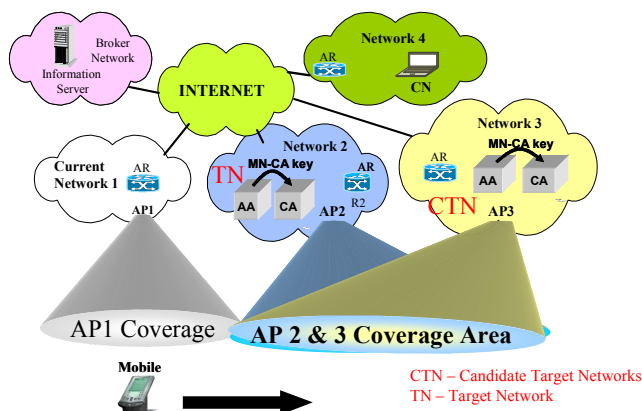 Broker
Network
Information
Server
INTERNET
Network 4
AR
CN
Current
Network 1
AR
AP1
Network 2
MN-CA key
TN
AA
CA
AR
R2
AP2
Network 3
MN-CA key
AR
AA
CA
CTN
AP3
AP1 Coverage
AP 2 & 3 Coverage Area
Mobile
CTN – Candidate Target Networks
TN – Target Network